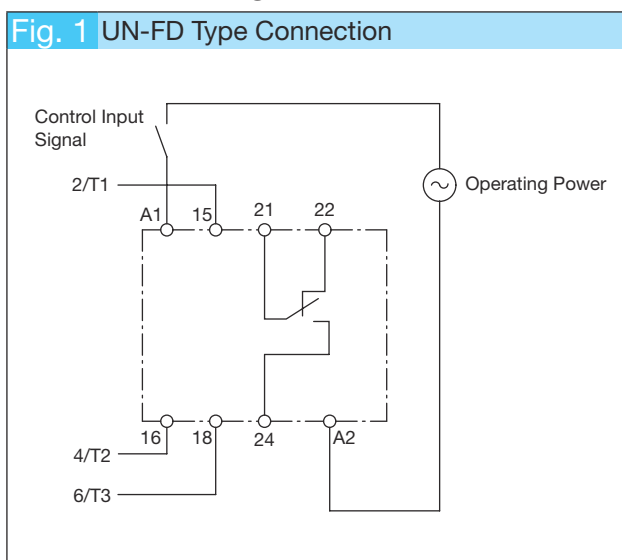 Fig. 1 UN-FD Type Connection
Control Input
Signal
Operating Power
2/T1
A1 15 21 22
16 18 24 A2
4/T2
6/T3